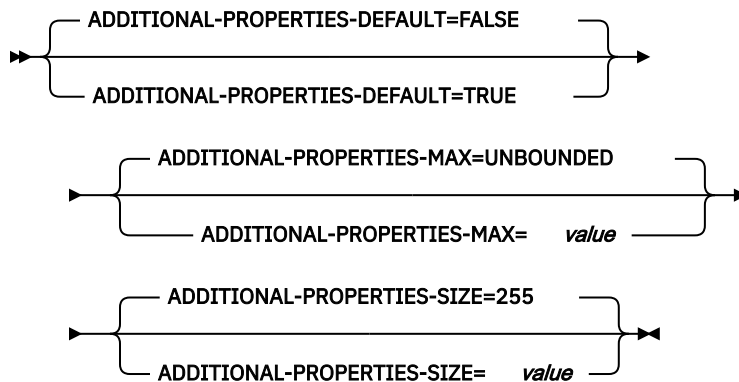 ADDITIONAL-PROPERTIES-DEFAULT=FALSE
ADDITIONAL-PROPERTIES-DEFAULT=TRUE
ADDITIONAL-PROPERTIES-MAX=UNBOUNDED
ADDITIONAL-PROPERTIES-MAX= value
ADDITIONAL-PROPERTIES-SIZE=255
ADDITIONAL-PROPERTIES-SIZE= value